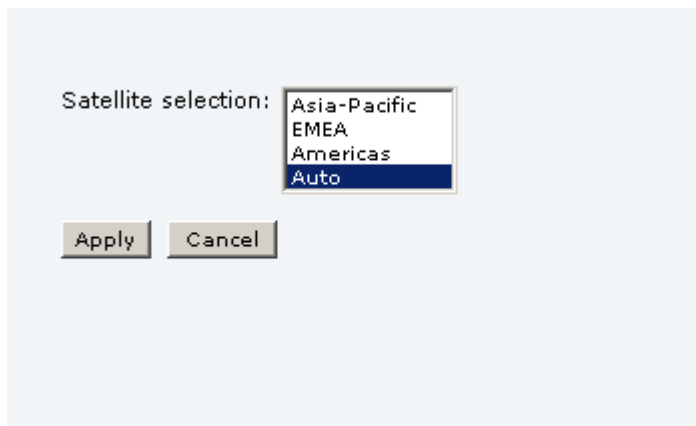 Satellite selection:
Asia-Pacific
EMEA
Americas
Auto
Apply Cancel